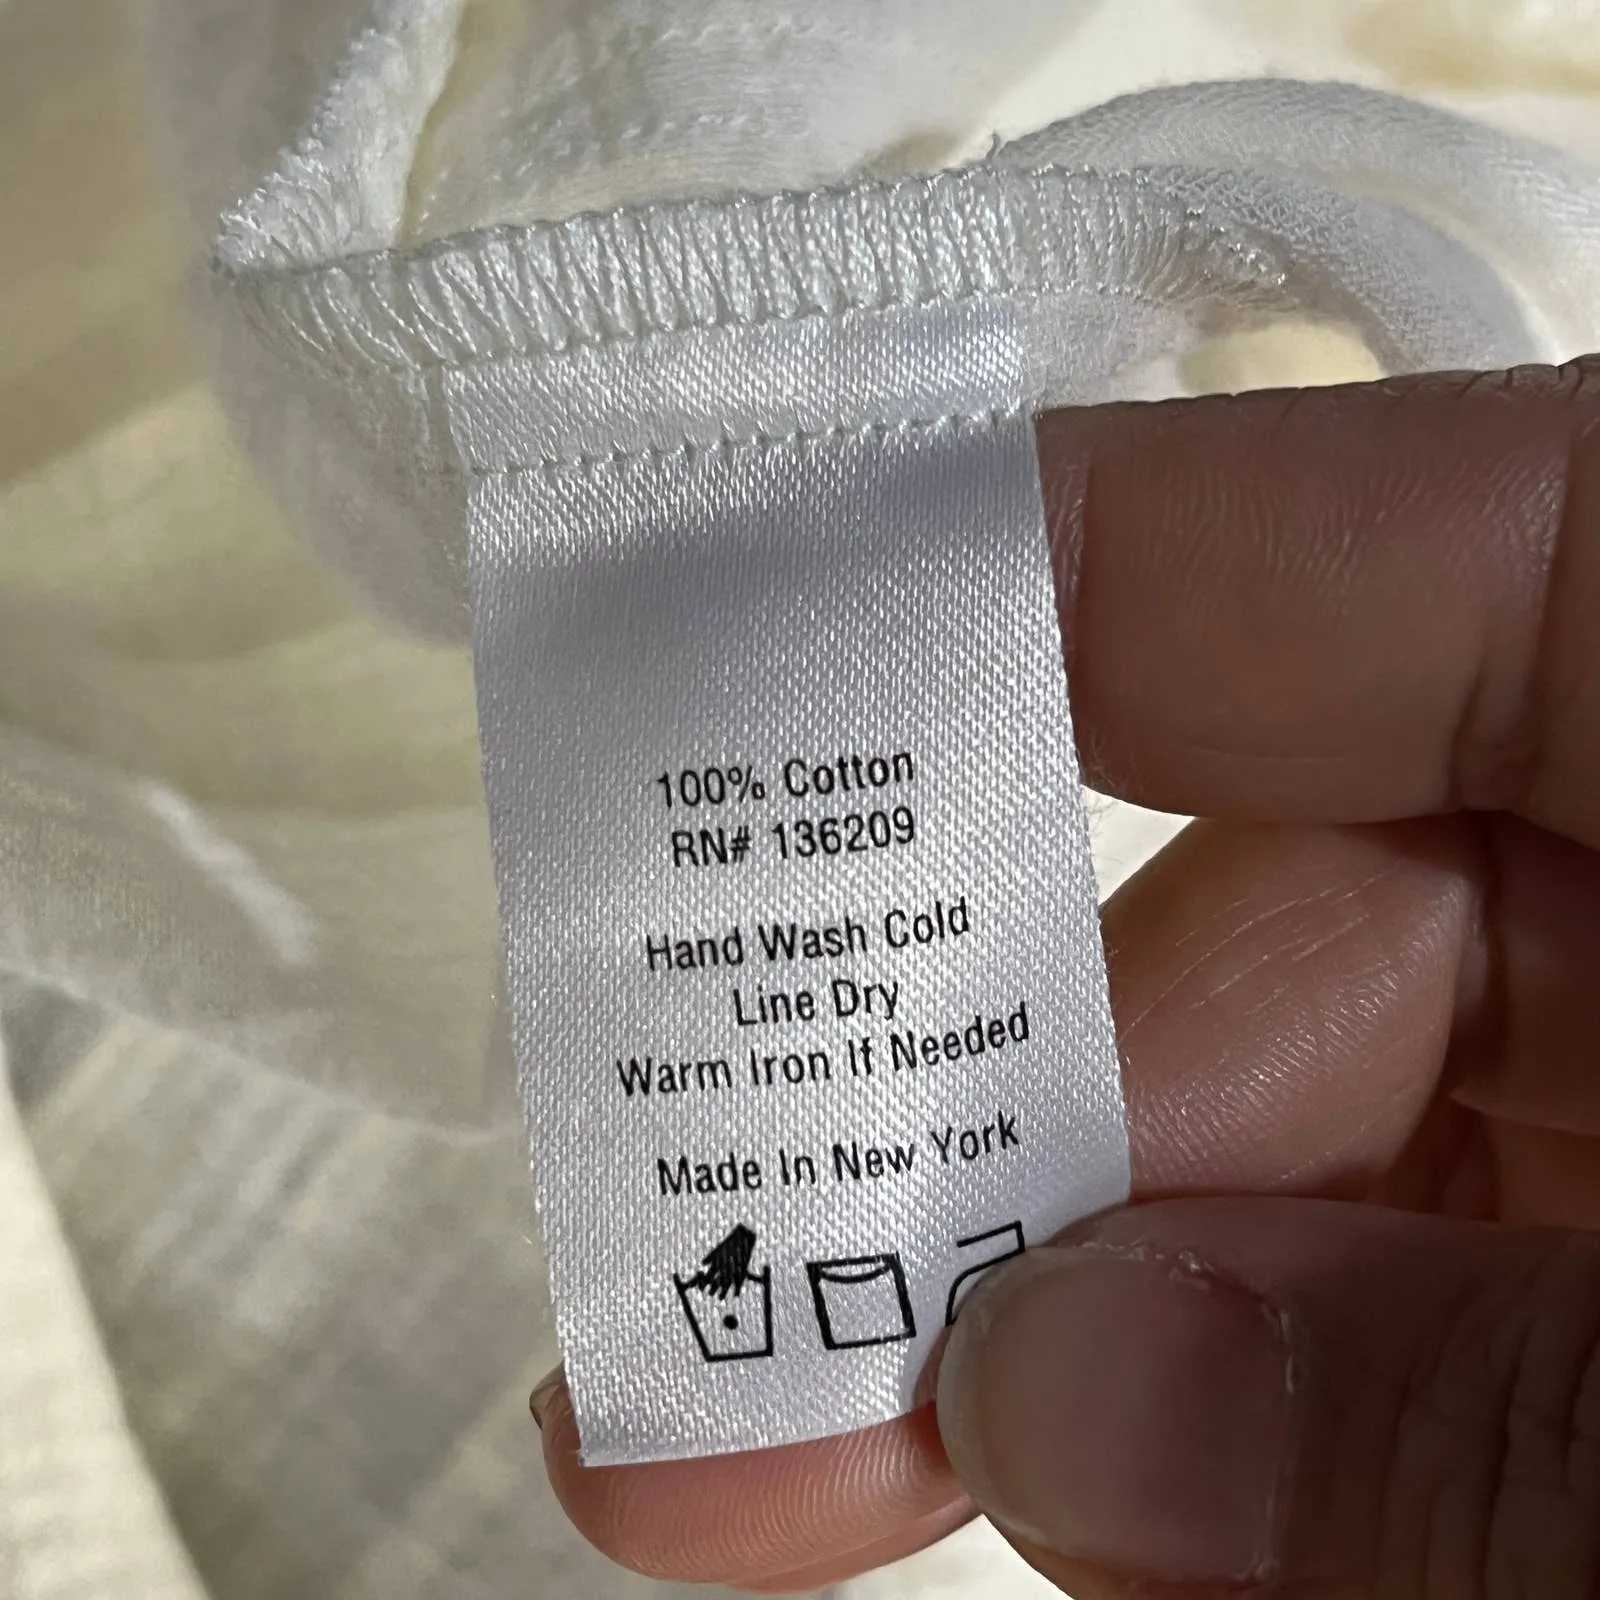 100% Cotton
RN# 136209
Hand Wash Cold
Line Dry
Warm Iron If Needed
Made In New York